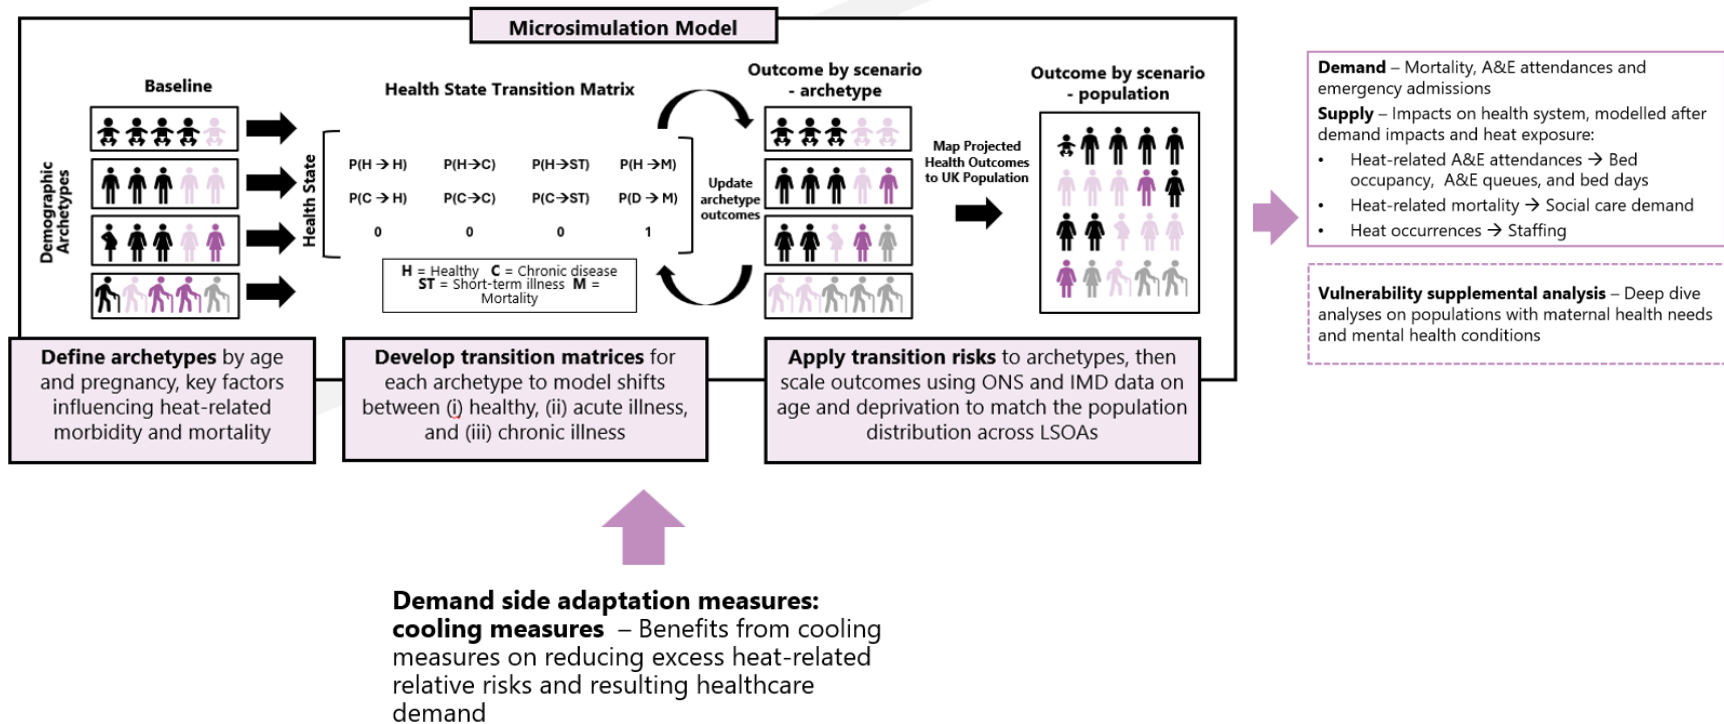 Microsimulation Model
Baseline
Demographic
Archetypes
Health State Transition Matrix
Health State
P(H → H) P(H→C) P(H→ST) P(H →M)
P(C → H) P(C→C) P(C→ST) P(D → M)
0 0 0 1
H = Healthy C = Chronic disease
ST = Short-term illness M =
Mortality
Update
archetype
outcomes
Outcome by scenario
- archetype
Map Projected
Health Outcomes
to UK Population
Outcome by scenario
- population
Define archetypes by age
and pregnancy, key factors
influencing heat-related
morbidity and mortality
Develop transition matrices for
each archetype to model shifts
between (i) healthy, (ii) acute illness,
and (iii) chronic illness
Apply transition risks to archetypes, then
scale outcomes using ONS and IMD data on
age and deprivation to match the population
distribution across LSOAs
Demand – Mortality, A&E attendances and
emergency admissions
Supply – Impacts on health system, modelled after
demand impacts and heat exposure:
• Heat-related A&E attendances → Bed
occupancy, A&E queues, and bed days
• Heat-related mortality → Social care demand
• Heat occurrences → Staffing
Vulnerability supplemental analysis – Deep dive
analyses on populations with maternal health needs
and mental health conditions
Demand side adaptation measures:
cooling measures – Benefits from cooling
measures on reducing excess heat-related
relative risks and resulting healthcare
demand